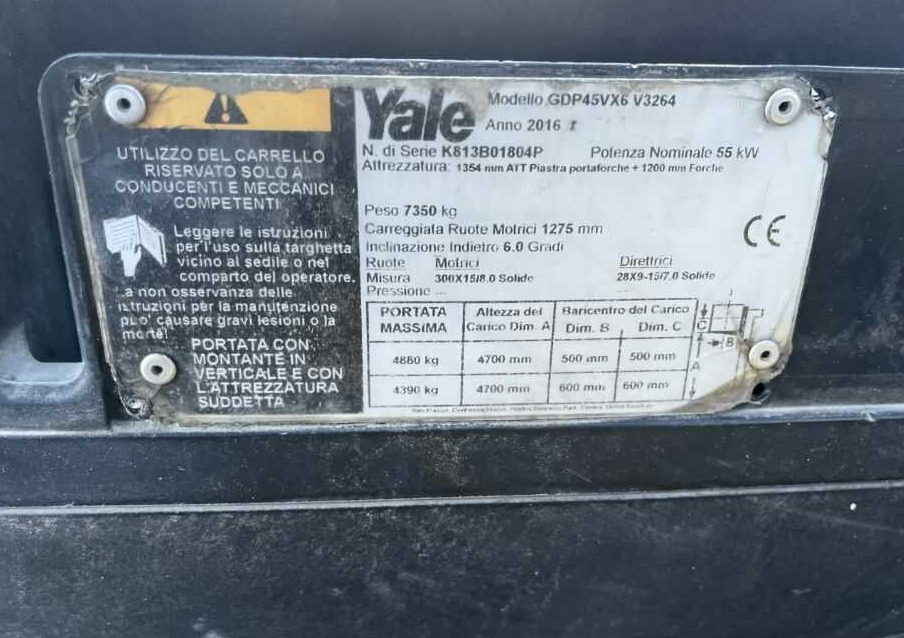 UTILIZZO DEL CARRELLO
RISERVATO SOLO A
CONDUCENTI E MECCANICI
COMPETENTI
Leggere le istruzioni
per l'uso sulla targhetta
vicino al sedile o nel
comparto del operatore.
a non osservanza delle
istruzioni per la manutenzione
puo' causare gravi lesioni o la
morte!
PORTATA CON
MONTANTE IN
VERTICALE E CON
L'ATTREZZATURA
SUDDETTA
Yale
Modello GDP45VX6 V3264
Anno 2016
N. di Serie K813B01804P Potenza Nominale 55 kW
Attrezzatura: 1354 mm ATT Piastra portaforche + 1200 mm Forche
Peso 7350 kg
Carreggiata Ruote Motrici 1275 mm
Inclinazione Indietro 6.0 Gradi
CE
Ruote Motrici Direttrici
Misura 300X15/8.0 Solide 28X9-15/7.0 Solide
Pressione ---
PORTATA MASSIMA Altezza del Carico Dim. A Baricentro del Carico Dim. B Dim. C
4880 kg 4700 mm 500 mm 500 mm
4390 kg 4700 mm 600 mm 600 mm
C
B
A